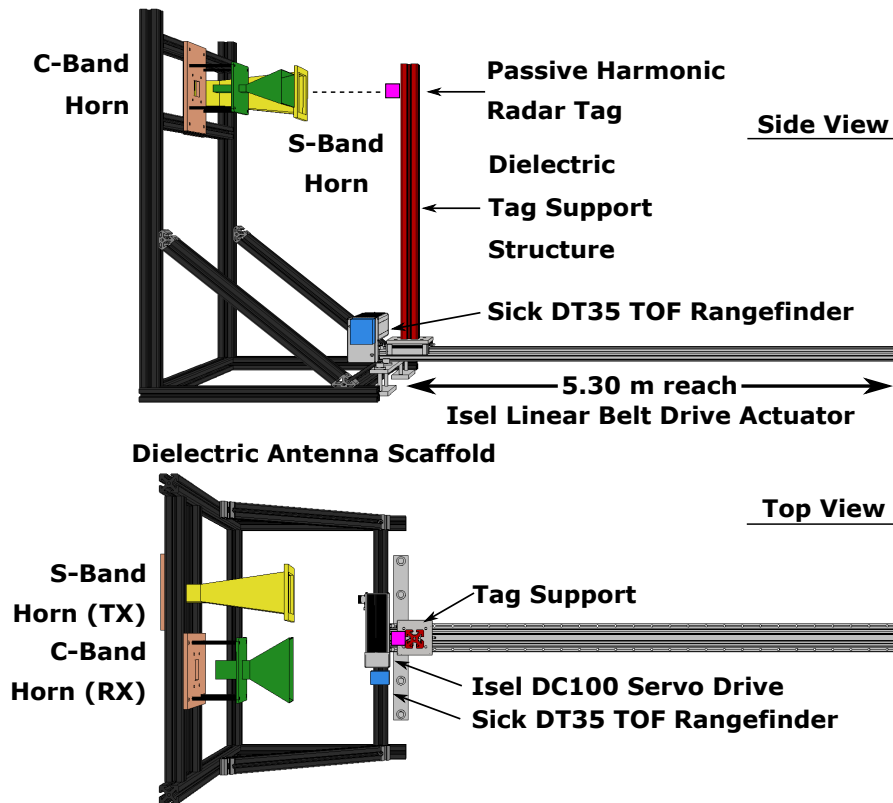 C-Band
Horn
S-Band
Horn
Passive Harmonic
Radar Tag
Side View
Dielectric
Tag Support
Structure
Sick DT35 TOF Rangefinder
5.30 m reach
Isel Linear Belt Drive Actuator
Dielectric Antenna Scaffold
Top View
S-Band
Horn (TX)
C-Band
Horn (RX)
Tag Support
Isel DC100 Servo Drive
Sick DT35 TOF Rangefinder